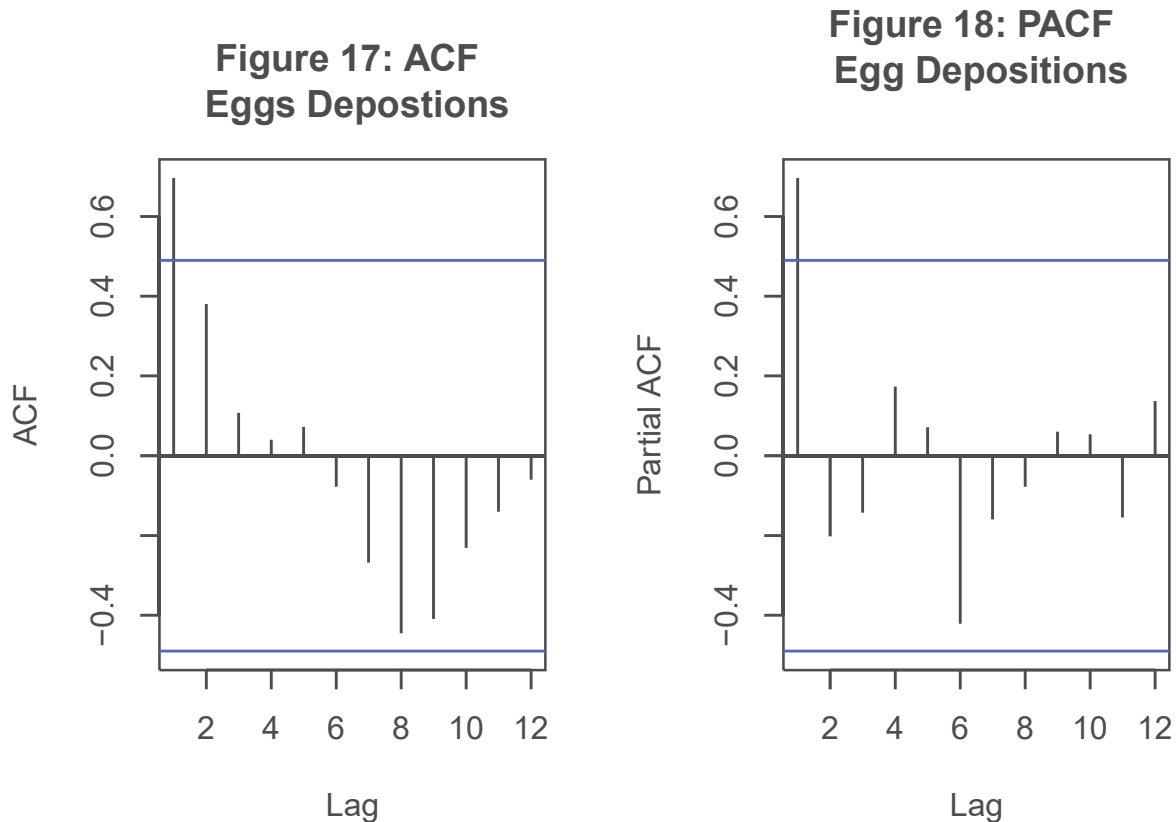 Figure 17: ACF
Eggs Depostions
ACF
0.6
0.4
0.2
0.0
−0.4
2 4 6 8 10 12
Lag
Figure 18: PACF
Egg Depositions
Partial ACF
0.6
0.4
0.2
0.0
−0.4
2 4 6 8 10 12
Lag